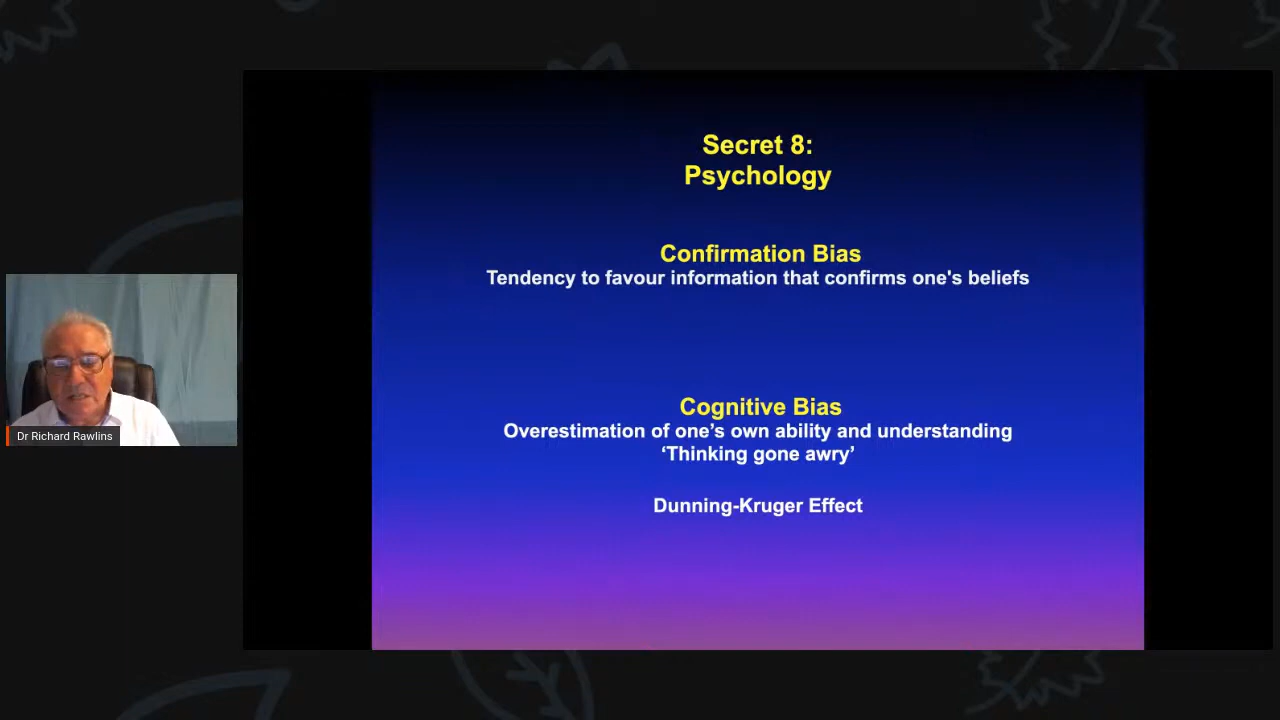 Secret 8:
Psychology
Confirmation Bias
Tendency to favour information that confirms one's beliefs
Cognitive Bias
Overestimation of one’s own ability and understanding
‘Thinking gone awry’
Dunning-Kruger Effect
Dr Richard Rawlins